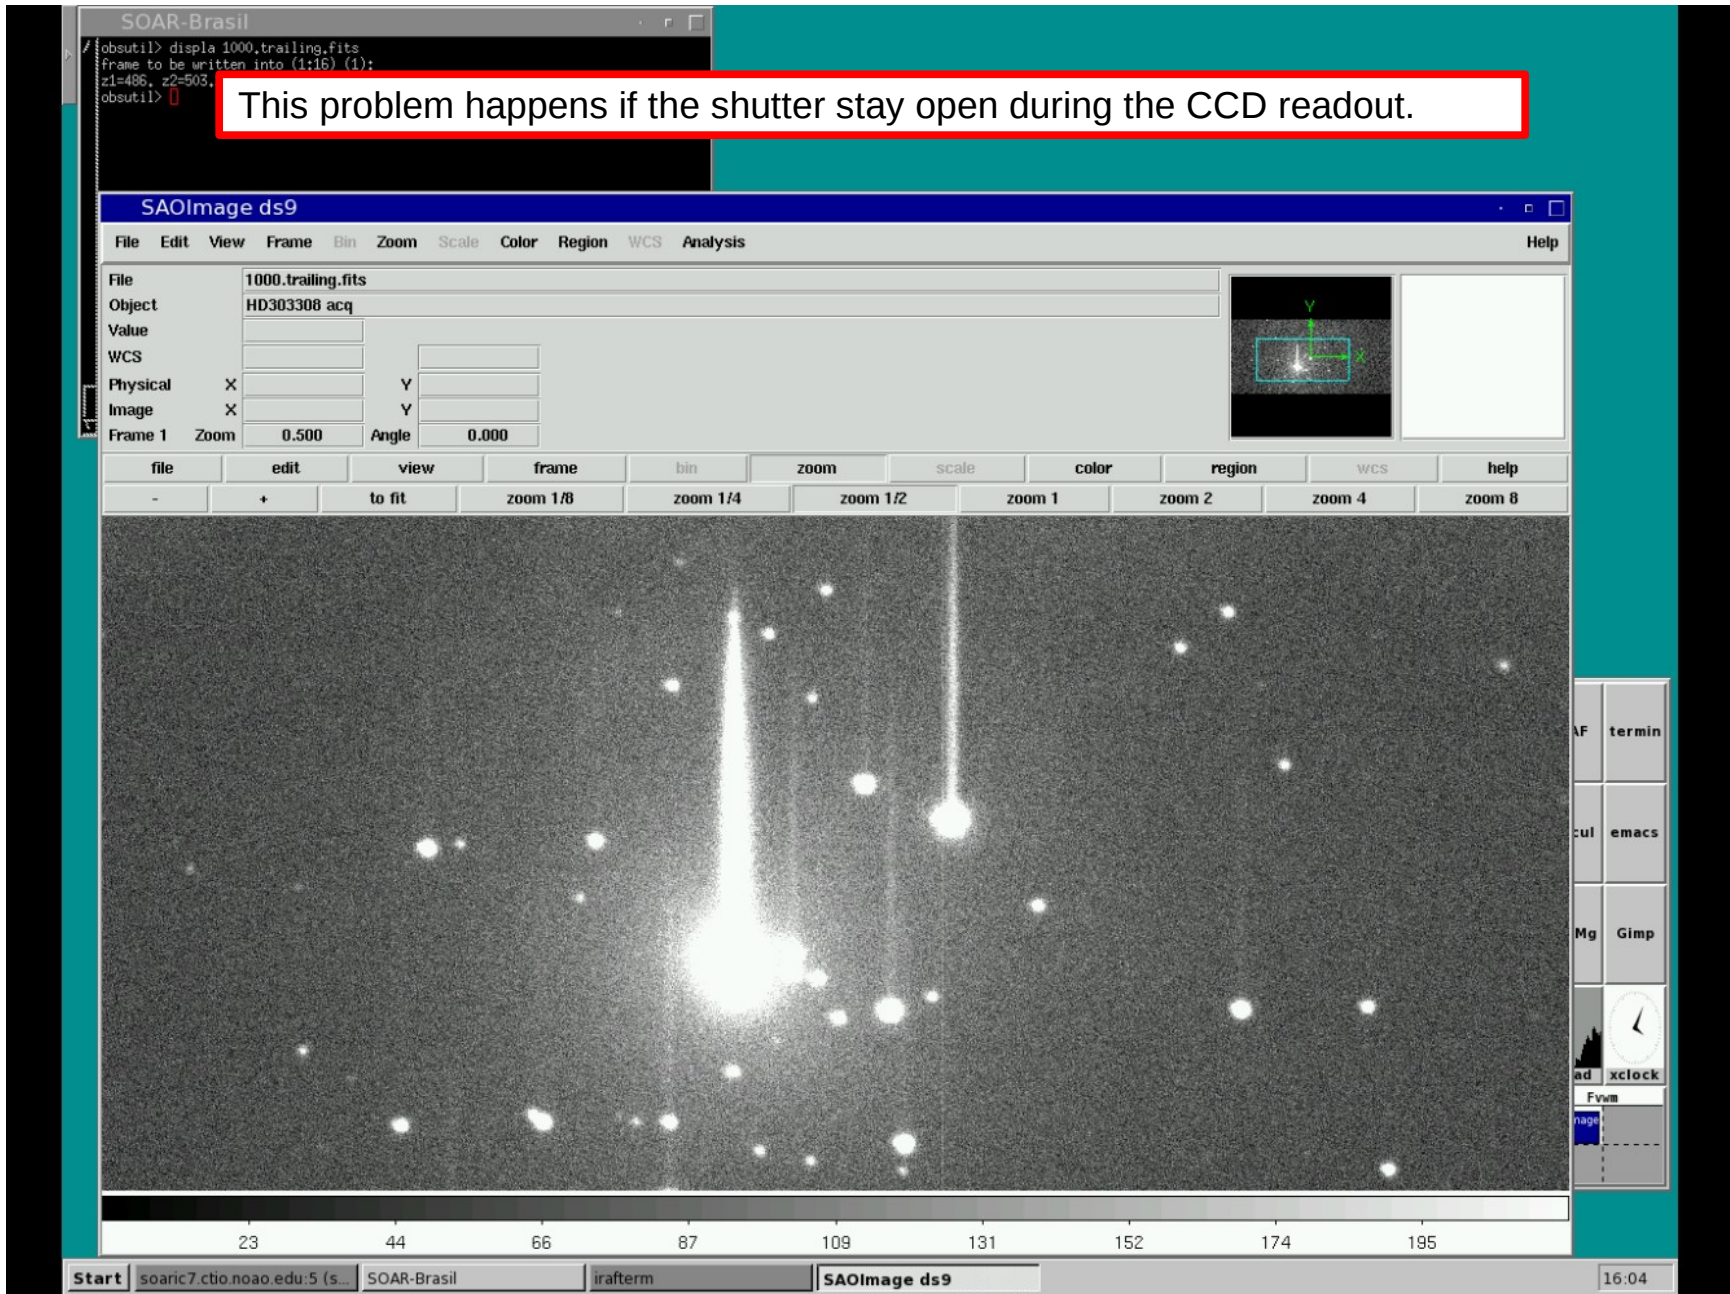 SOAR-Brasil
obsutil> displa 1000.trailing.fits
frame to be written into (1:16) (1):
z1=486. z2=503.
obsutil>
This problem happens if the shutter stay open during the CCD readout.
SAOImage ds9
File Edit View Frame Bin Zoom Scale Color Region WCS Analysis Help
File 1000.trailing.fits
Object HD303308 acq
Value
WCS
Physical X Y
Image X Y
Frame 1 Zoom 0.500 Angle 0.000
Y
X
file edit view frame bin zoom scale color region wcs help
- + to fit zoom 1/8 zoom 1/4 zoom 1/2 zoom 1 zoom 2 zoom 4 zoom 8
AF termin
cul emacs
Mg Gimp
ad xclock
Fvwm
nage
23 44 66 87 109 131 152 174 195
Start soaric7.ctio.noao.edu:5 (s... SOAR-Brasil irafterm SAOImage ds9 16:04